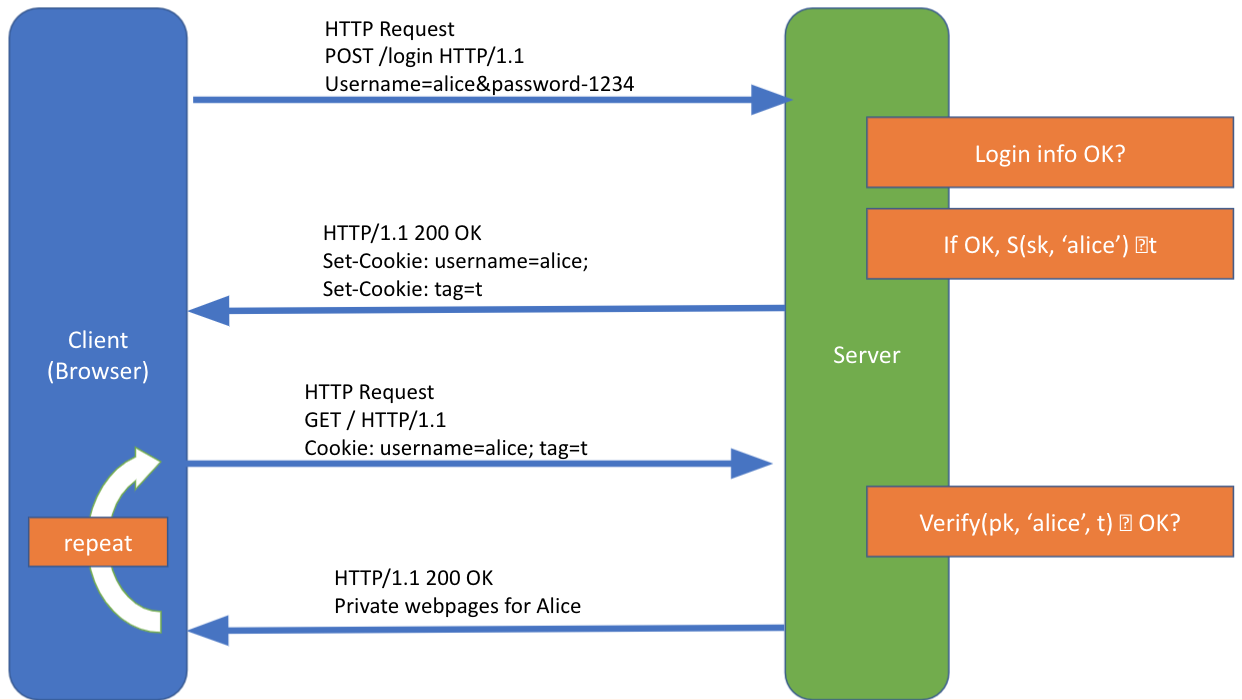 HTTP Request
POST /login HTTP/1.1
Username=alice&password-1234
Login info OK?
If OK, S(sk, ‘alice’) 🛛t
HTTP/1.1 200 OK
Set-Cookie: username=alice;
Set-Cookie: tag=t
Client
(Browser)
Server
HTTP Request
GET / HTTP/1.1
Cookie: username=alice; tag=t
Verify(pk, ‘alice’, t) 🛛 OK?
repeat
HTTP/1.1 200 OK
Private webpages for Alice